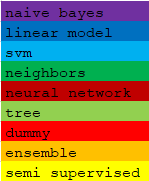 naive bayes
linear model
svm
neighbors
neural network
tree
dummy
ensemble
semi supervised